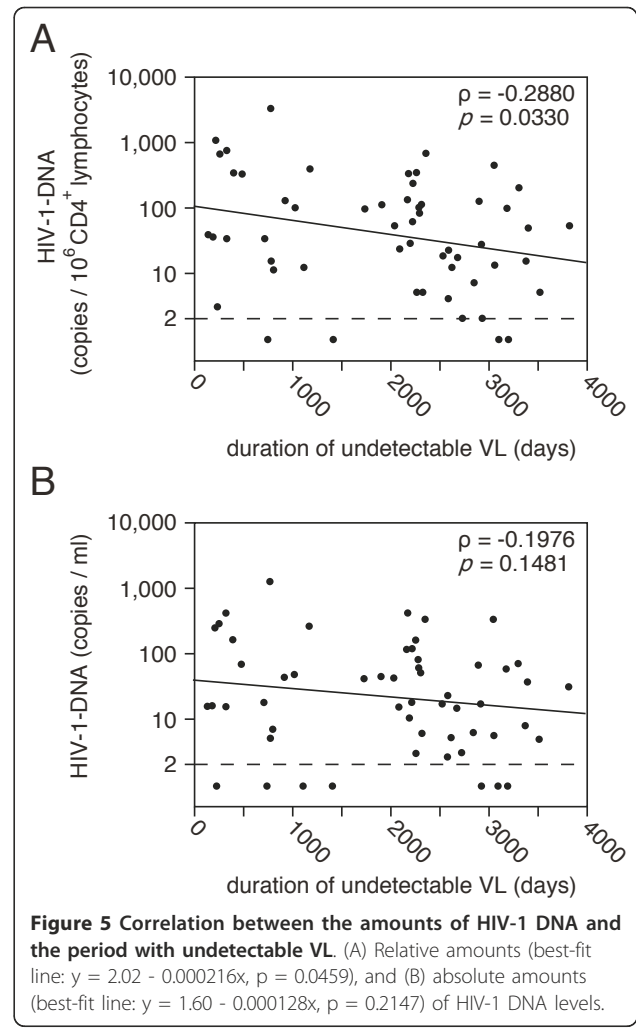 A
HIV-1-DNA
(copies / 10⁶ CD4⁺ lymphocytes)
10,000
1,000
100
10
2
ρ = -0.2880
p = 0.0330
0
1000
2000
3000
4000
duration of undetectable VL (days)
B
HIV-1-DNA (copies / ml)
10,000
1,000
100
10
2
ρ = -0.1976
p = 0.1481
0
1000
2000
3000
4000
duration of undetectable VL (days)
Figure 5 Correlation between the amounts of HIV-1 DNA and
the period with undetectable VL. (A) Relative amounts (best-fit
line: y = 2.02 - 0.000216x, p = 0.0459), and (B) absolute amounts
(best-fit line: y = 1.60 - 0.000128x, p = 0.2147) of HIV-1 DNA levels.